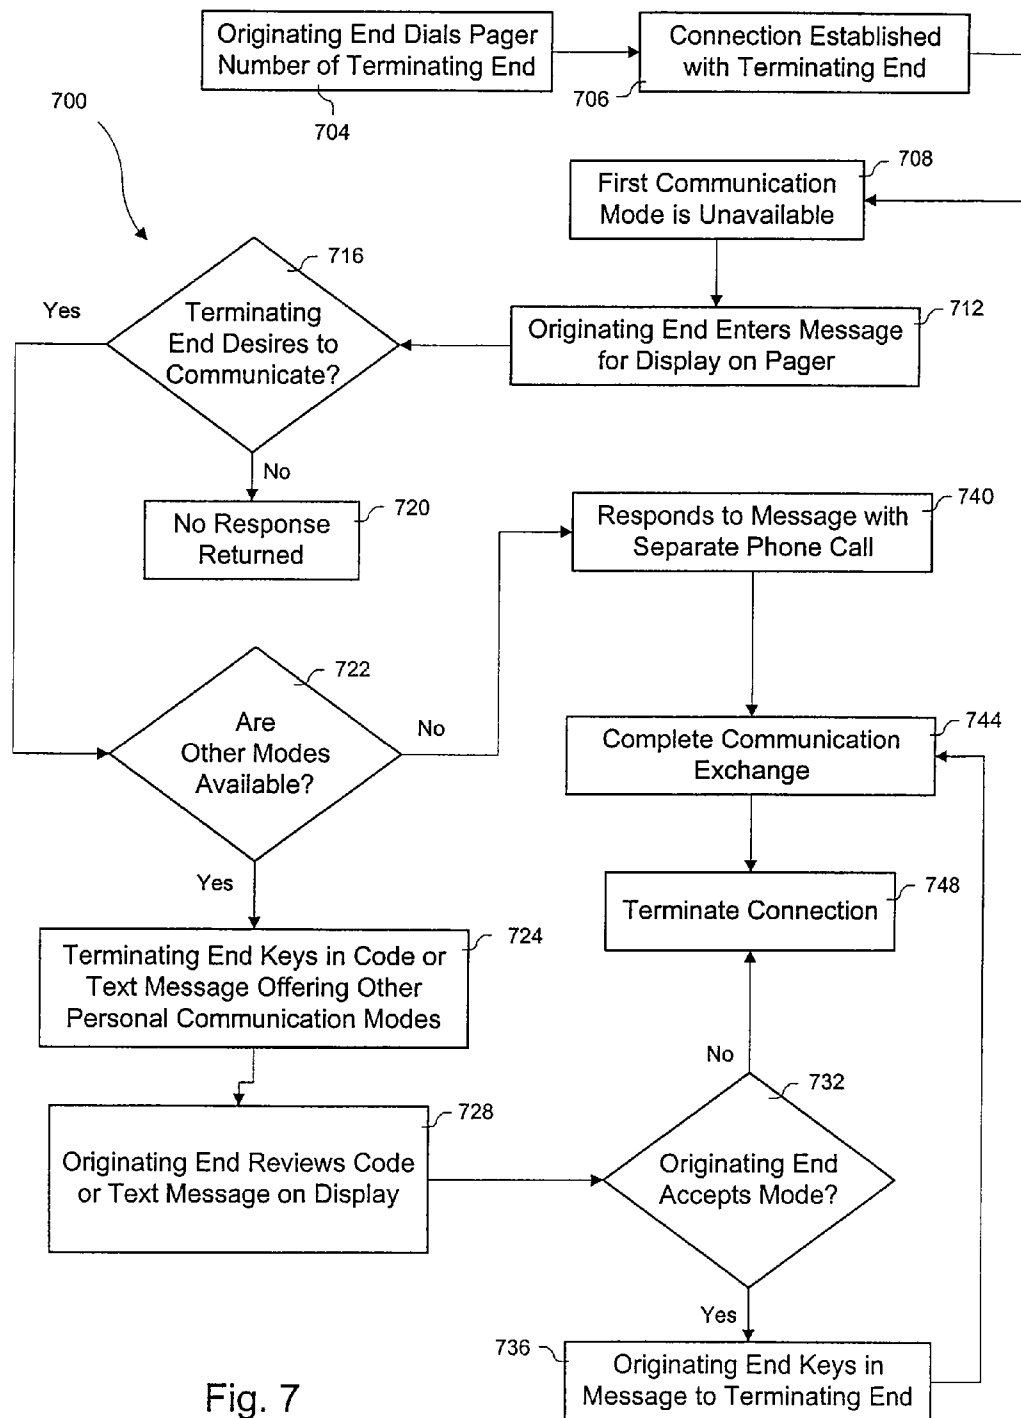 Originating End Dials Pager
Number of Terminating End
704
Connection Established
with Terminating End
706
700
708
First Communication
Mode is Unavailable
716
Yes
Terminating
End Desires to
Communicate?
712
Originating End Enters Message
for Display on Pager
No
720
No Response
Returned
740
Responds to Message with
Separate Phone Call
722
Are
Other Modes
Available?
No
744
Complete Communication
Exchange
Yes
748
Terminate Connection
724
Terminating End Keys in Code or
Text Message Offering Other
Personal Communication Modes
No
732
728
Originating End Reviews Code
or Text Message on Display
Originating End
Accepts Mode?
Yes
736
Originating End Keys in
Message to Terminating End
Fig. 7